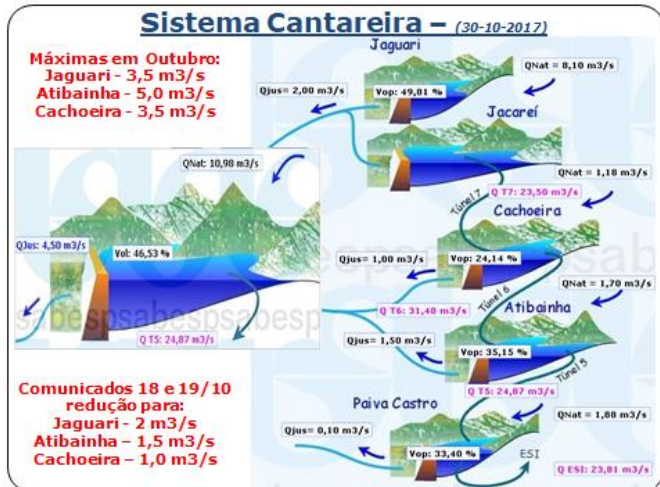 Sistema Cantareira – (30-10-2017)
Máximas em Outubro:
Jaguari - 3,5 m3/s
Atibainha - 5,0 m3/s
Cachoeira - 3,5 m3/s
Jaguari
QNat = 8,10 m3/s
Qjus= 2,00 m3/s
Vop: 49,81 %
Jacareí
QNat = 1,18 m3/s
Q T7: 23,50 m3/s
Túnel 7
QNat: 10,98 m3/s
QJus: 4,50 m3/s
Vol: 46,53 %
Q T5: 24,87 m3/s
sabespsabespsabesp
Cachoeira
Qjus= 1,00 m3/s
Vop: 24,14 %
QNat = 1,70 m3/s
Túnel 6
Q T6: 31,40 m3/s
Atibainha
Qjus= 1,50 m3/s
Vop: 35,15 %
Túnel 5
Q T5: 24,87 m3/s
QNat = 1,88 m3/s
Paiva Castro
Qjus= 0,10 m3/s
Vop: 33,40 %
ESI
Q ESI: 23,81 m3/s
Comunicados 18 e 19/10
redução para:
Jaguari - 2 m3/s
Atibainha – 1,5 m3/s
Cachoeira – 1,0 m3/s